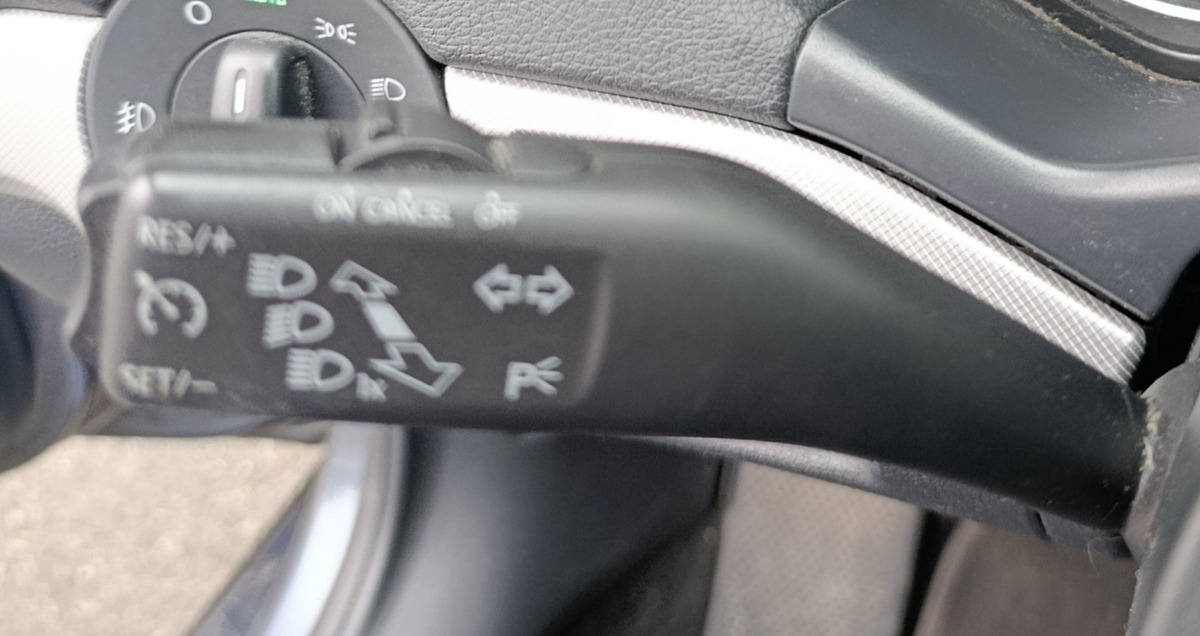 ON CANCEL OFF
RES/+
SET/-
P